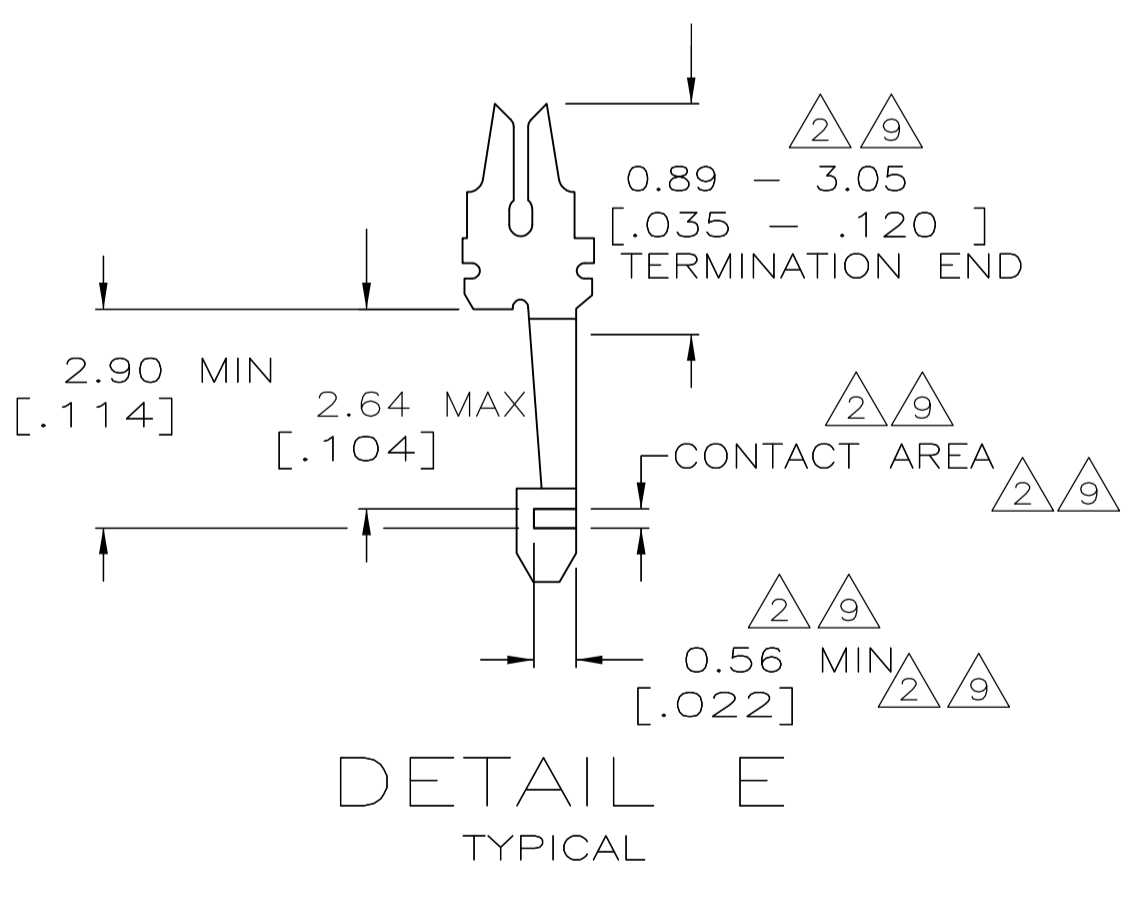 2 9
0.89 – 3.05
[.035 – .120 ]
TERMINATION END
2.90 MIN
[.114]
2.64 MAX
[.104]
2 9
CONTACT AREA
2 9
2 9
0.56 MIN
2 9
[.022]
DETAIL E
TYPICAL